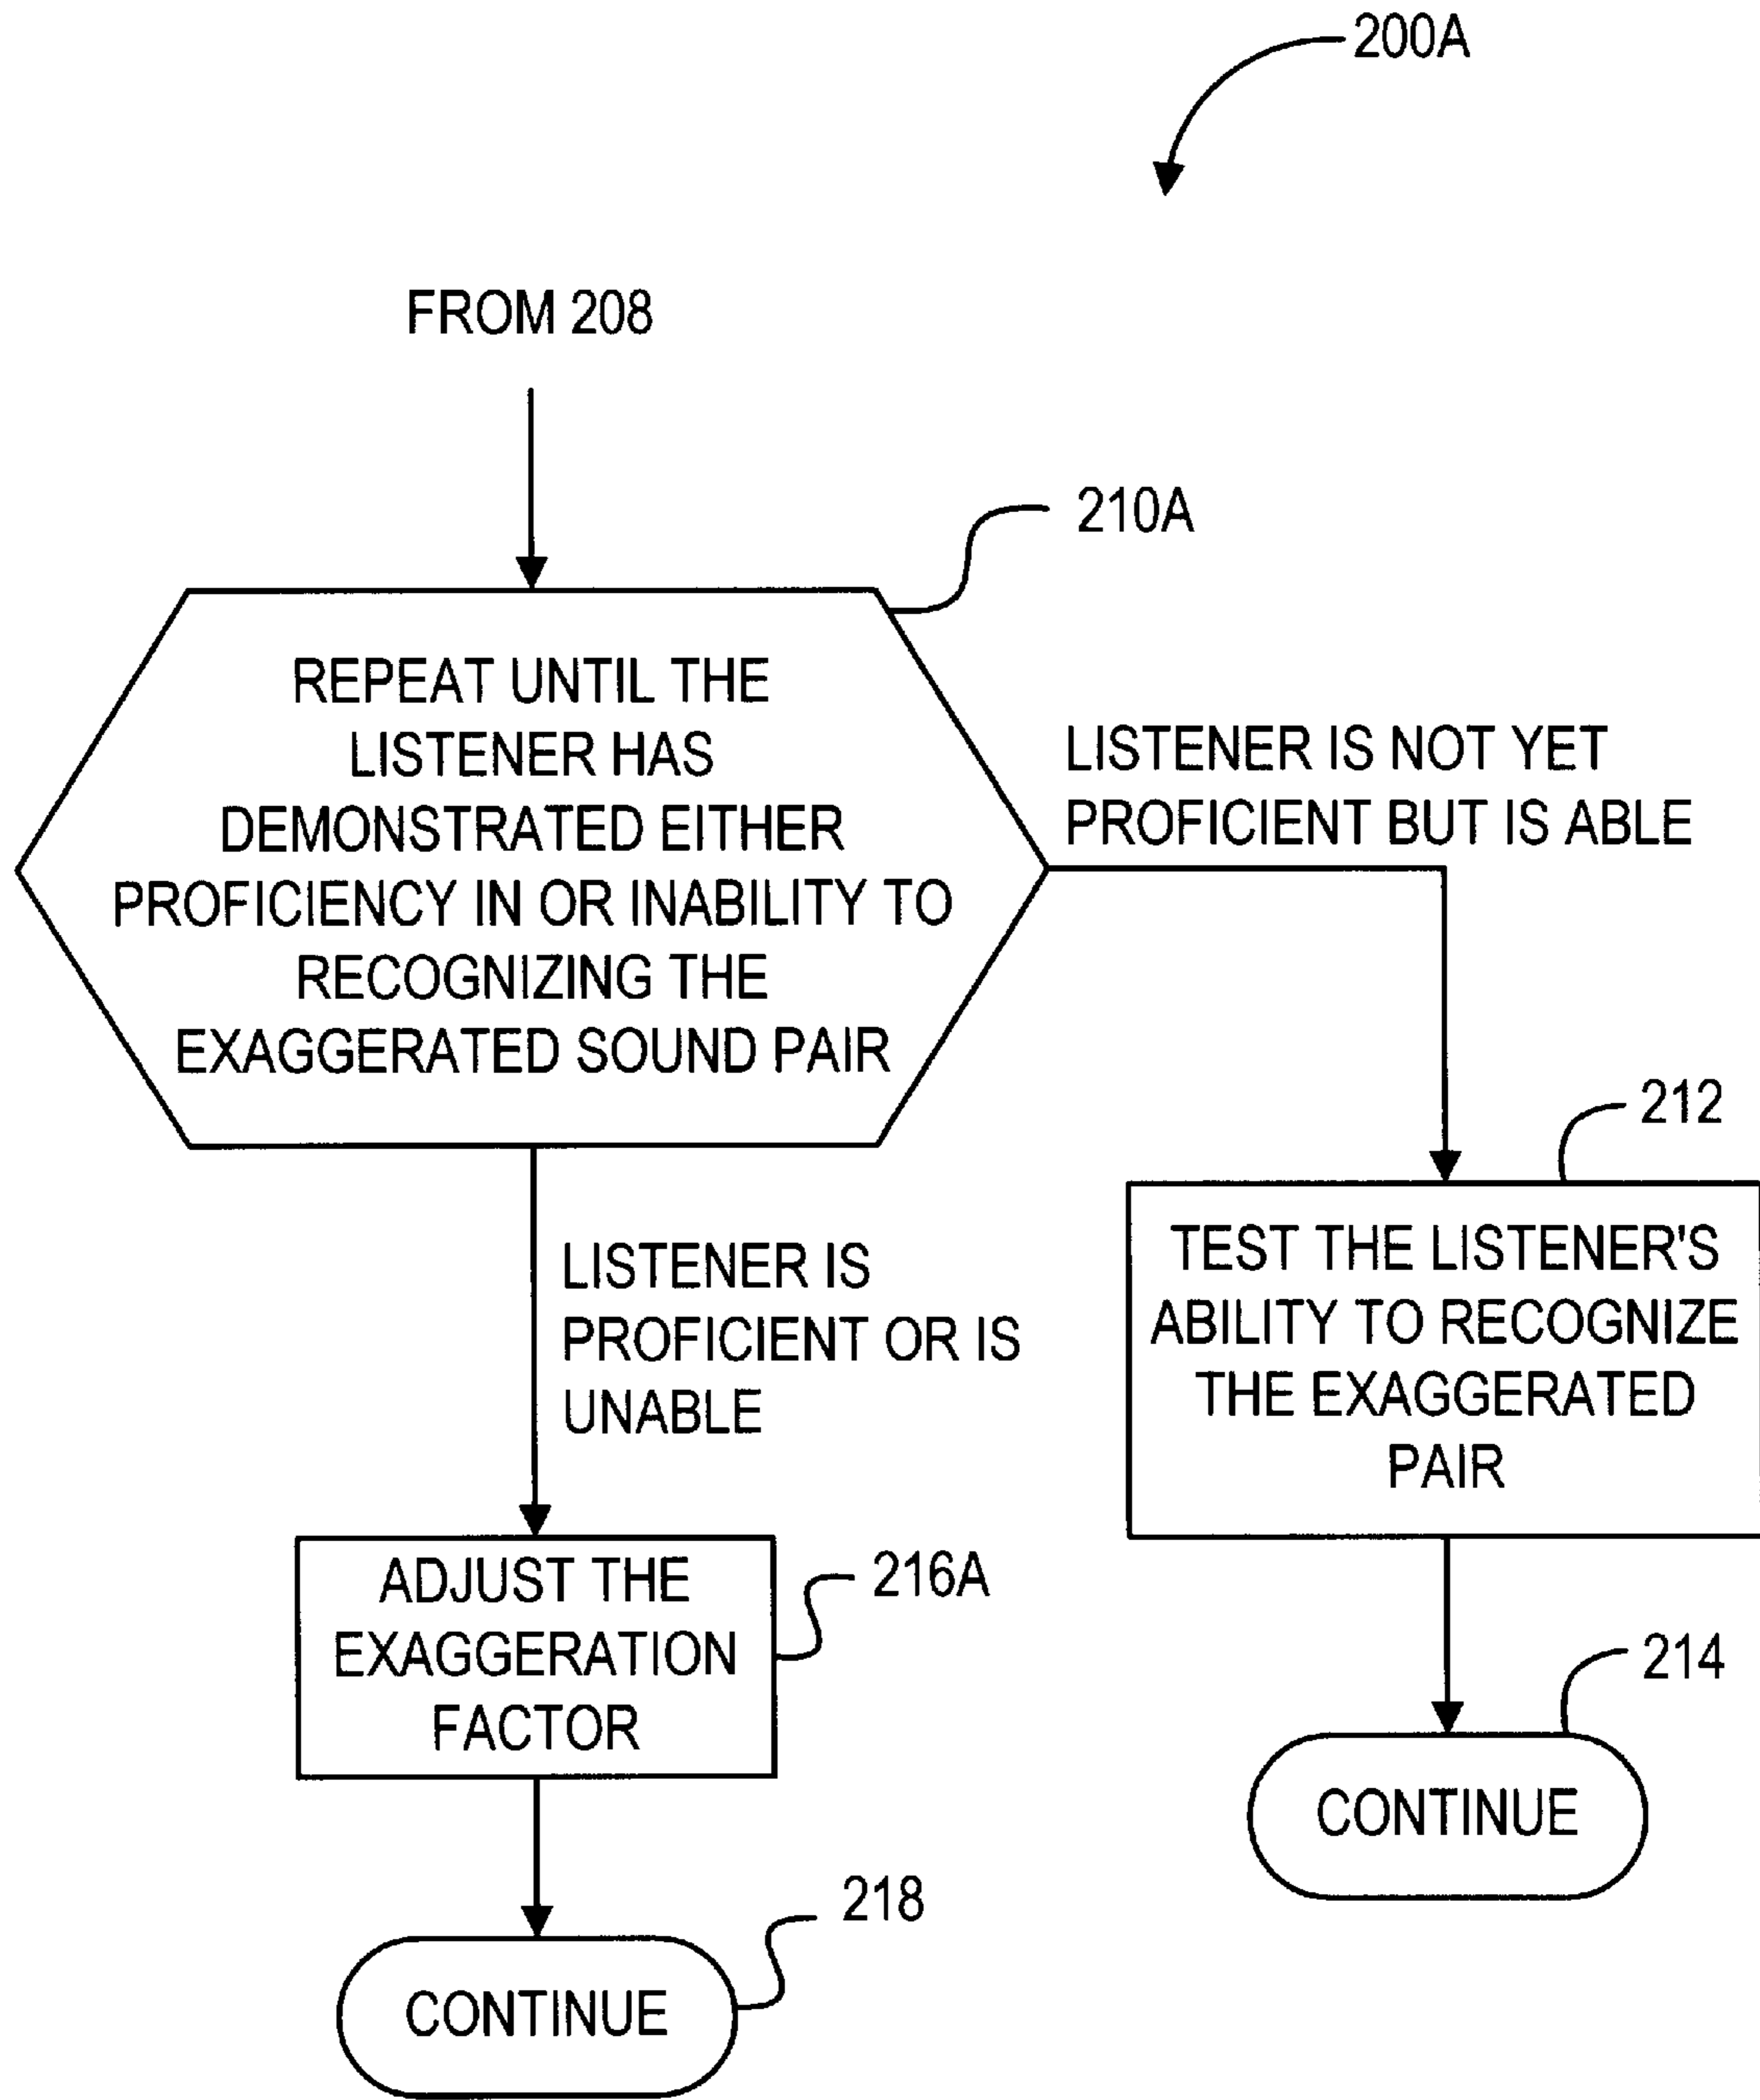 200A
FROM 208
210A
REPEAT UNTIL THE
LISTENER HAS
DEMONSTRATED EITHER
PROFICIENCY IN OR INABILITY TO
RECOGNIZING THE
EXAGGERATED SOUND PAIR
LISTENER IS NOT YET
PROFICIENT BUT IS ABLE
212
TEST THE LISTENER'S
ABILITY TO RECOGNIZE
THE EXAGGERATED
PAIR
LISTENER IS
PROFICIENT OR IS
UNABLE
ADJUST THE
EXAGGERATION
FACTOR
216A
214
CONTINUE
218
CONTINUE